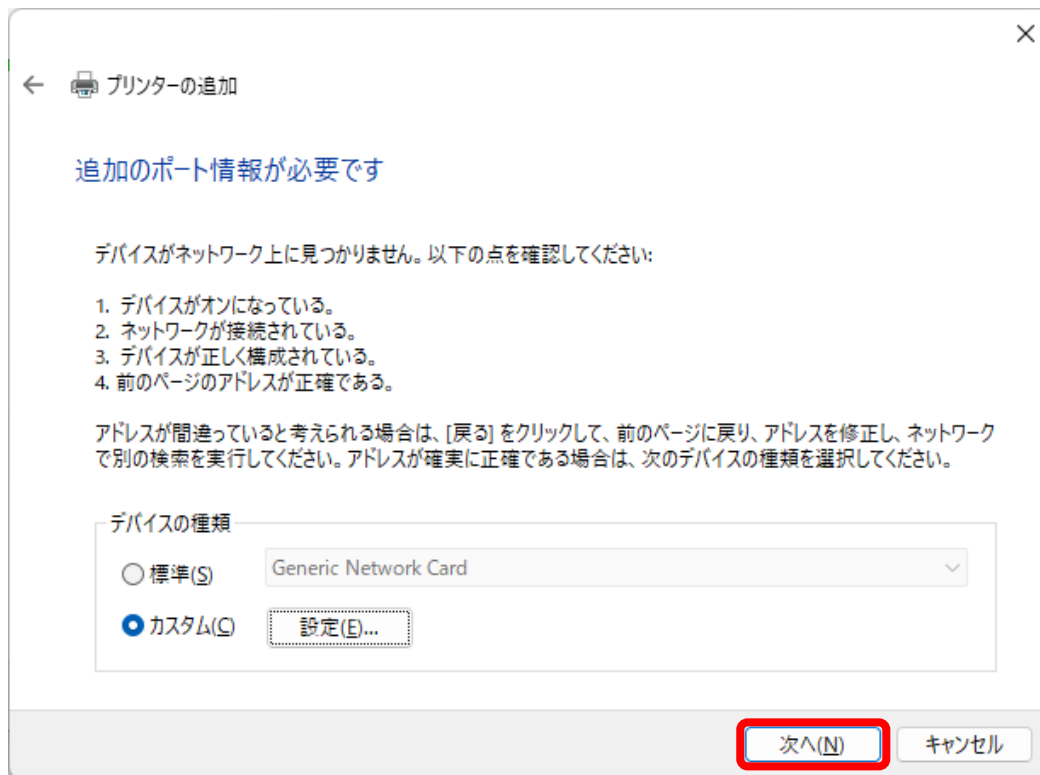 プリンターの追加
追加のポート情報が必要です
デバイスがネットワーク上に見つかりません。以下の点を確認してください:
1. デバイスがオンになっている。
2. ネットワークが接続されている。
3. デバイスが正しく構成されている。
4. 前のページのアドレスが正確である。
アドレスが間違っていると考えられる場合は、[戻る] をクリックして、前のページに戻り、アドレスを修正し、ネットワーク
で別の検索を実行してください。アドレスが確実に正確である場合は、次のデバイスの種類を選択してください。
デバイスの種類
標準(S) Generic Network Card
カスタム(C) 設定(E)...
次へ(N) キャンセル